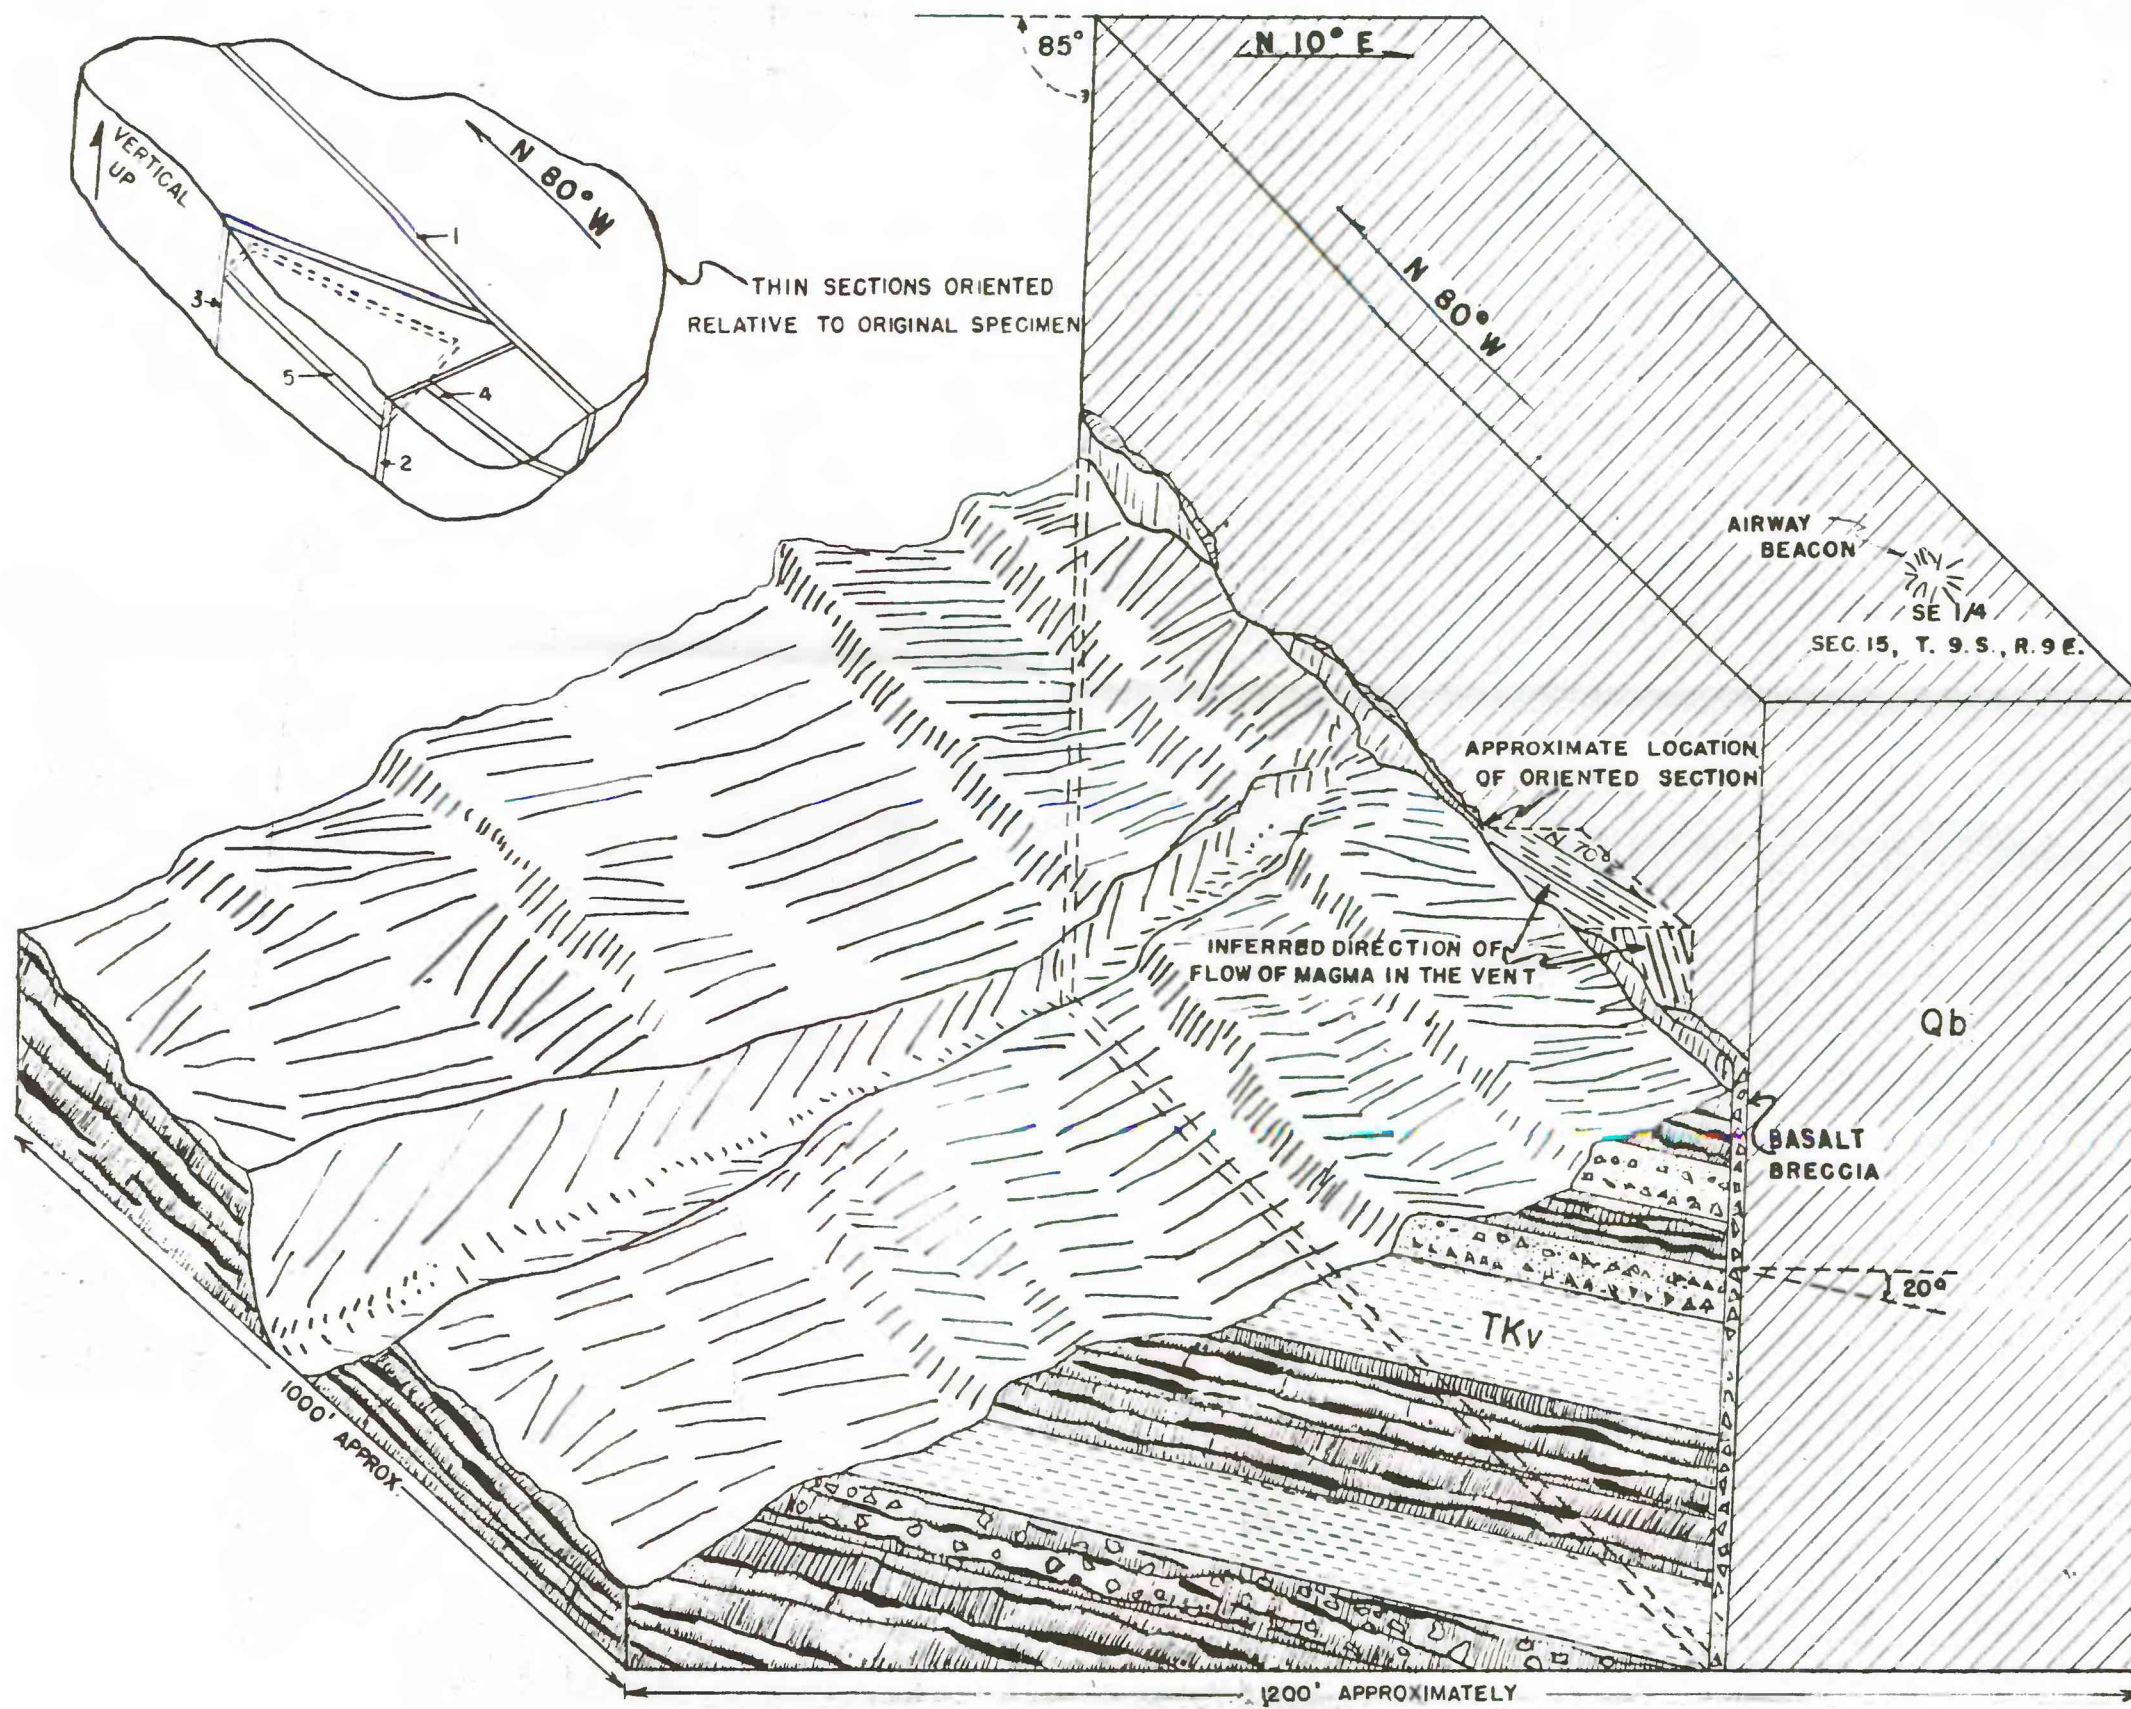 85°
N 10° E
VERTICAL
UP
N 80° W
1
3
5
4
2
THIN SECTIONS ORIENTED
RELATIVE TO ORIGINAL SPECIMEN
N 80° W
AIRWAY
BEACON
SE 1/4
SEC. 15, T. 9. S., R. 9 E.
APPROXIMATE LOCATION
OF ORIENTED SECTION
N 70° E
INFERRED DIRECTION OF
FLOW OF MAGMA IN THE VENT
Qb
BASALT
BRECCIA
20°
TKv
1000' APPROX.
1200' APPROXIMATELY